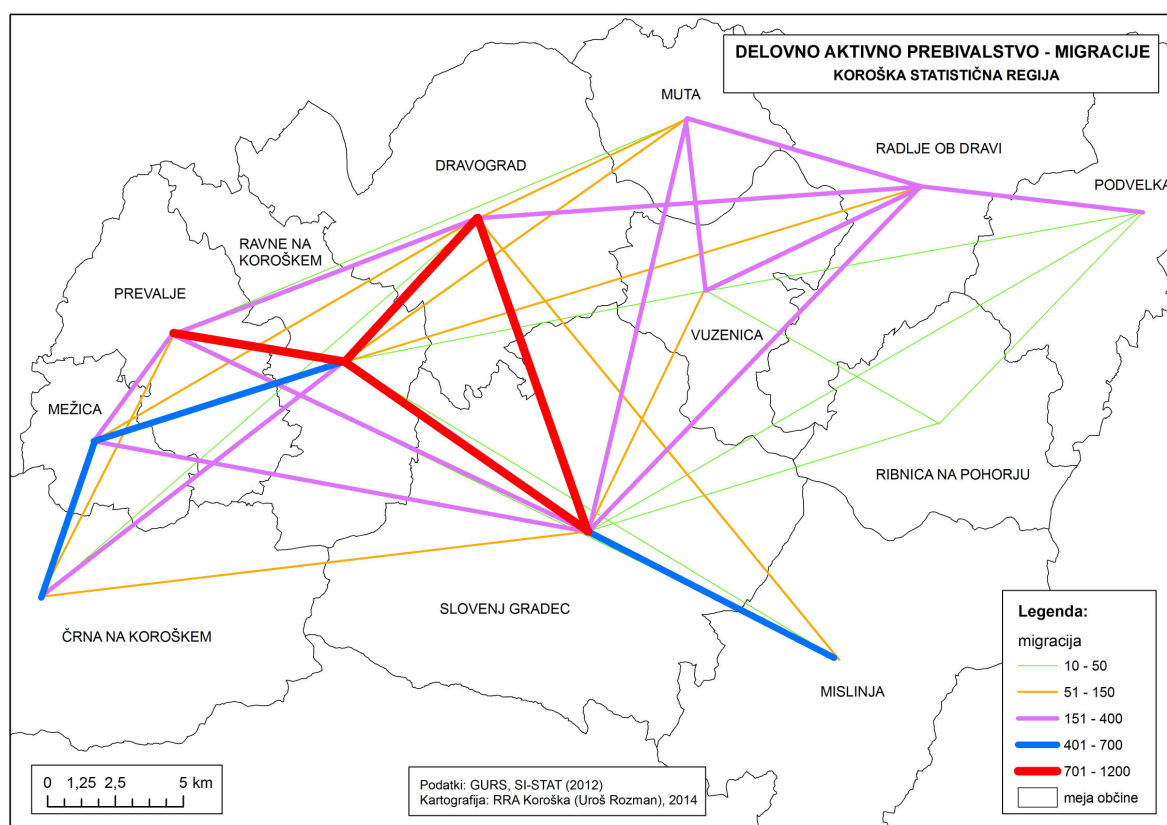 DELOVNO AKTIVNO PREBIVALSTVO - MIGRACIJE
KOROŠKA STATISTIČNA REGIJA
MUTA
DRAVOGRAD
RADLJE OB DRAVI
PODVELKA
RAVNE NA
KOROŠKEM
PREVALJE
VUZENICA
MEŽICA
RIBNICA NA POHORJU
SLOVENJ GRADEC
ČRNA NA KOROŠKEM
MISLINJA
Legenda:
migracija
10 - 50
51 - 150
151 - 400
401 - 700
701 - 1200
meja občine
0 1,25 2,5 5 km
Podatki: GURS, SI-STAT (2012)
Kartografija: RRA Koroška (Uroš Rozman), 2014